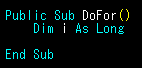 Public Sub DoFor()
    Dim i As Long

End Sub